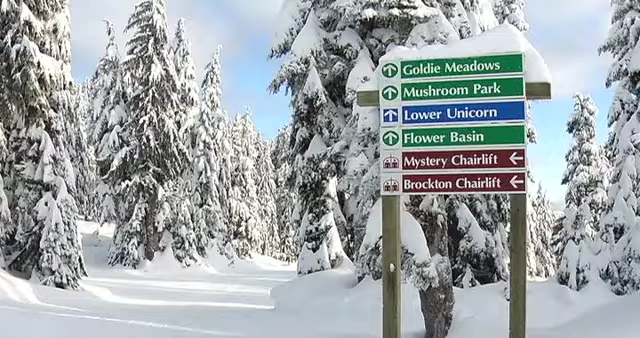 Goldie Meadows
Mushroom Park
Lower Unicorn
Flower Basin
Mystery Chairlift
Brockton Chairlift